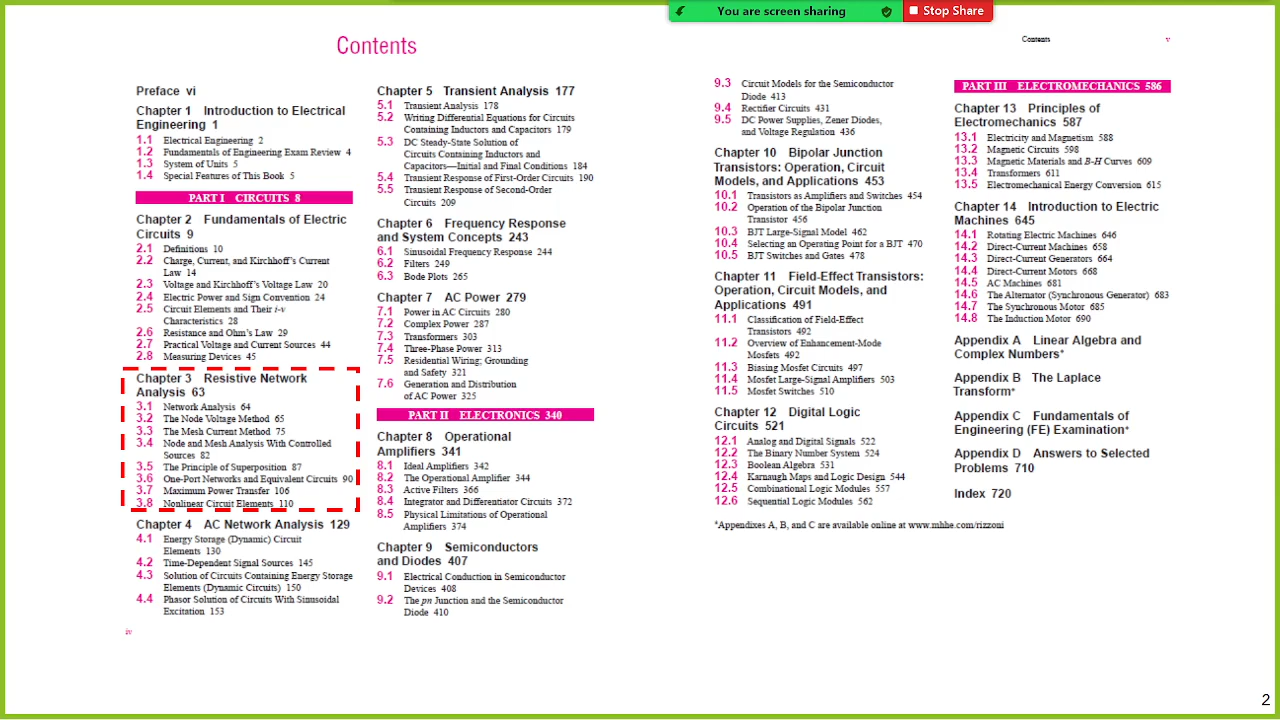 You are screen sharing
Stop Share
Contents
Preface vi
Chapter 1 Introduction to Electrical
Engineering 1
1.1 Electrical Engineering 2
1.2 Fundamentals of Engineering Exam Review 4
1.3 System of Units 5
1.4 Special Features of This Book 5
PART I CIRCUITS 8
Chapter 2 Fundamentals of Electric
Circuits 9
2.1 Definitions 10
2.2 Charge, Current, and Kirchhoff's Current
Law 14
2.3 Voltage and Kirchhoff's Voltage Law 20
2.4 Electric Power and Sign Convention 24
2.5 Circuit Elements and Their i-v
Characteristics 28
2.6 Resistance and Ohm's Law 29
2.7 Practical Voltage and Current Sources 44
2.8 Measuring Devices 45
Chapter 3 Resistive Network
Analysis 63
3.1 Network Analysis 64
3.2 The Node Voltage Method 65
3.3 The Mesh Current Method 75
3.4 Node and Mesh Analysis With Controlled
Sources 82
3.5 The Principle of Superposition 87
3.6 One-Port Networks and Equivalent Circuits 90
3.7 Maximum Power Transfer 106
3.8 Nonlinear Circuit Elements 110
Chapter 4 AC Network Analysis 129
4.1 Energy Storage (Dynamic) Circuit
Elements 130
4.2 Time-Dependent Signal Sources 145
4.3 Solution of Circuits Containing Energy Storage
Elements (Dynamic Circuits) 150
4.4 Phasor Solution of Circuits With Sinusoidal
Excitation 153
iv
Chapter 5 Transient Analysis 177
5.1 Transient Analysis 178
5.2 Writing Differential Equations for Circuits
Containing Inductors and Capacitors 179
5.3 DC Steady-State Solution of
Circuits Containing Inductors and
Capacitors—Initial and Final Conditions 184
5.4 Transient Response of First-Order Circuits 190
5.5 Transient Response of Second-Order
Circuits 209
Chapter 6 Frequency Response
and System Concepts 243
6.1 Sinusoidal Frequency Response 244
6.2 Filters 249
6.3 Bode Plots 265
Chapter 7 AC Power 279
7.1 Power in AC Circuits 280
7.2 Complex Power 287
7.3 Transformers 303
7.4 Three-Phase Power 313
7.5 Residential Wiring; Grounding
and Safety 321
7.6 Generation and Distribution
of AC Power 325
PART II ELECTRONICS 340
Chapter 8 Operational
Amplifiers 341
8.1 Ideal Amplifiers 342
8.2 The Operational Amplifier 344
8.3 Active Filters 366
8.4 Integrator and Differentiator Circuits 372
8.5 Physical Limitations of Operational
Amplifiers 374
Chapter 9 Semiconductors
and Diodes 407
9.1 Electrical Conduction in Semiconductor
Devices 408
9.2 The pn Junction and the Semiconductor
Diode 410
Contents v
9.3 Circuit Models for the Semiconductor
Diode 413
9.4 Rectifier Circuits 431
9.5 DC Power Supplies, Zener Diodes,
and Voltage Regulation 436
Chapter 10 Bipolar Junction
Transistors: Operation, Circuit
Models, and Applications 453
10.1 Transistors as Amplifiers and Switches 454
10.2 Operation of the Bipolar Junction
Transistor 456
10.3 BJT Large-Signal Model 462
10.4 Selecting an Operating Point for a BJT 470
10.5 BJT Switches and Gates 478
Chapter 11 Field-Effect Transistors:
Operation, Circuit Models, and
Applications 491
11.1 Classification of Field-Effect
Transistors 492
11.2 Overview of Enhancement-Mode
Mosfets 492
11.3 Biasing Mosfet Circuits 497
11.4 Mosfet Large-Signal Amplifiers 503
11.5 Mosfet Switches 510
Chapter 12 Digital Logic
Circuits 521
12.1 Analog and Digital Signals 522
12.2 The Binary Number System 524
12.3 Boolean Algebra 531
12.4 Karnaugh Maps and Logic Design 544
12.5 Combinational Logic Modules 557
12.6 Sequential Logic Modules 562
*Appendixes A, B, and C are available online at www.mhhe.com/rizzoni
PART III ELECTROMECHANICS 586
Chapter 13 Principles of
Electromechanics 587
13.1 Electricity and Magnetism 588
13.2 Magnetic Circuits 598
13.3 Magnetic Materials and B-H Curves 609
13.4 Transformers 611
13.5 Electromechanical Energy Conversion 615
Chapter 14 Introduction to Electric
Machines 645
14.1 Rotating Electric Machines 646
14.2 Direct-Current Machines 658
14.3 Direct-Current Generators 664
14.4 Direct-Current Motors 668
14.5 AC Machines 681
14.6 The Alternator (Synchronous Generator) 683
14.7 The Synchronous Motor 685
14.8 The Induction Motor 690
Appendix A Linear Algebra and
Complex Numbers*
Appendix B The Laplace
Transform*
Appendix C Fundamentals of
Engineering (FE) Examination*
Appendix D Answers to Selected
Problems 710
Index 720
2